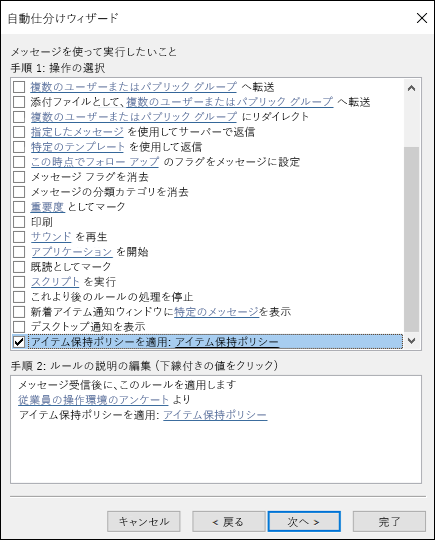 自動仕分けウィザード
メッセージを使って実行したいこと
手順 1: 操作の選択
複数のユーザーまたはパブリック グループ へ転送
添付ファイルとして、複数のユーザーまたはパブリック グループ へ転送
複数のユーザーまたはパブリック グループ にリダイレクト
指定したメッセージ を使用してサーバーで返信
特定のテンプレート を使用して返信
この時点でフォロー アップ のフラグをメッセージに設定
メッセージ フラグを消去
メッセージの分類カテゴリを消去
重要度 としてマーク
印刷
サウンド を再生
アプリケーション を開始
既読としてマーク
スクリプト を実行
これより後のルールの処理を停止
新着アイテム通知ウィンドウに特定のメッセージを表示
デスクトップ通知を表示
アイテム保持ポリシーを適用: アイテム保持ポリシー
手順 2: ルールの説明の編集 (下線付きの値をクリック)
メッセージ受信後に、このルールを適用します
従業員の操作環境のアンケート より
アイテム保持ポリシーを適用: アイテム保持ポリシー
キャンセル
< 戻る
次へ >
完了